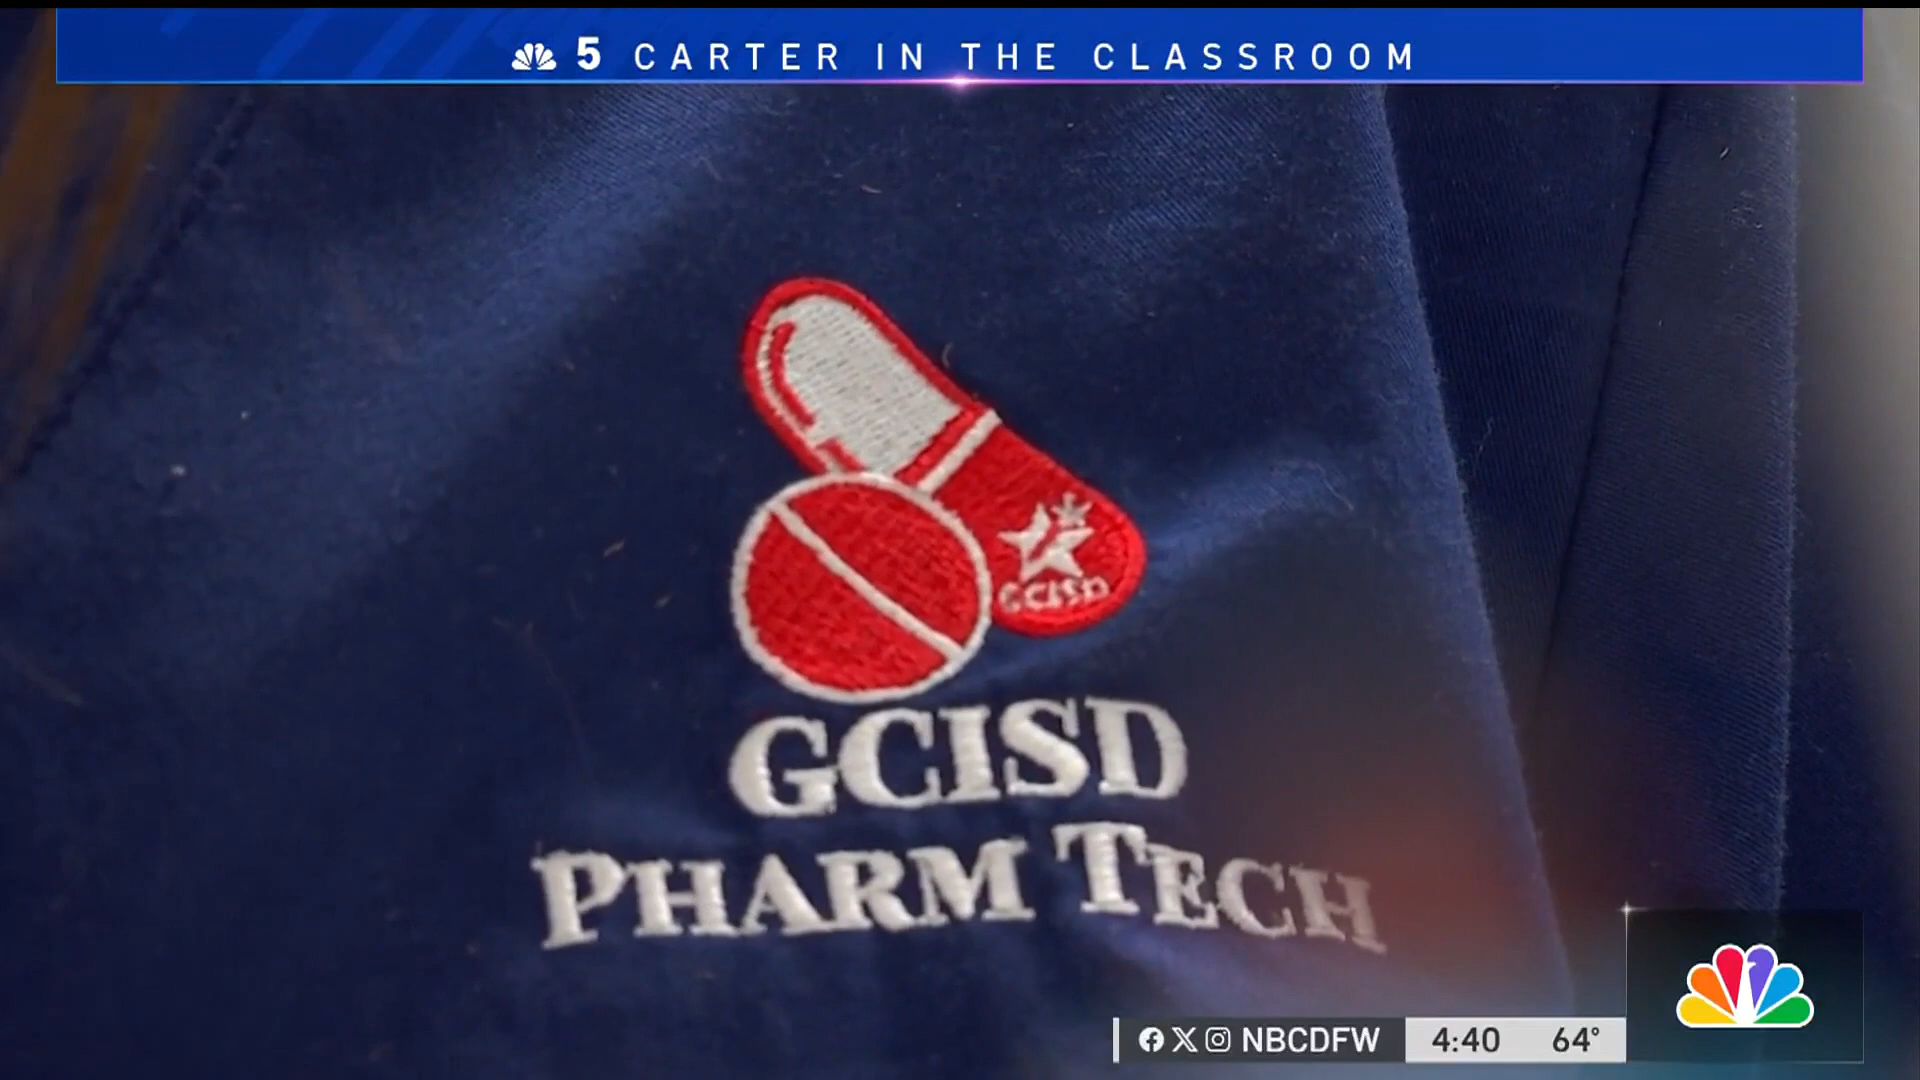 5 CARTER IN THE CLASSROOM
GCISD
GCISD
PHARM TECH
NBCDFW 4:40 64°